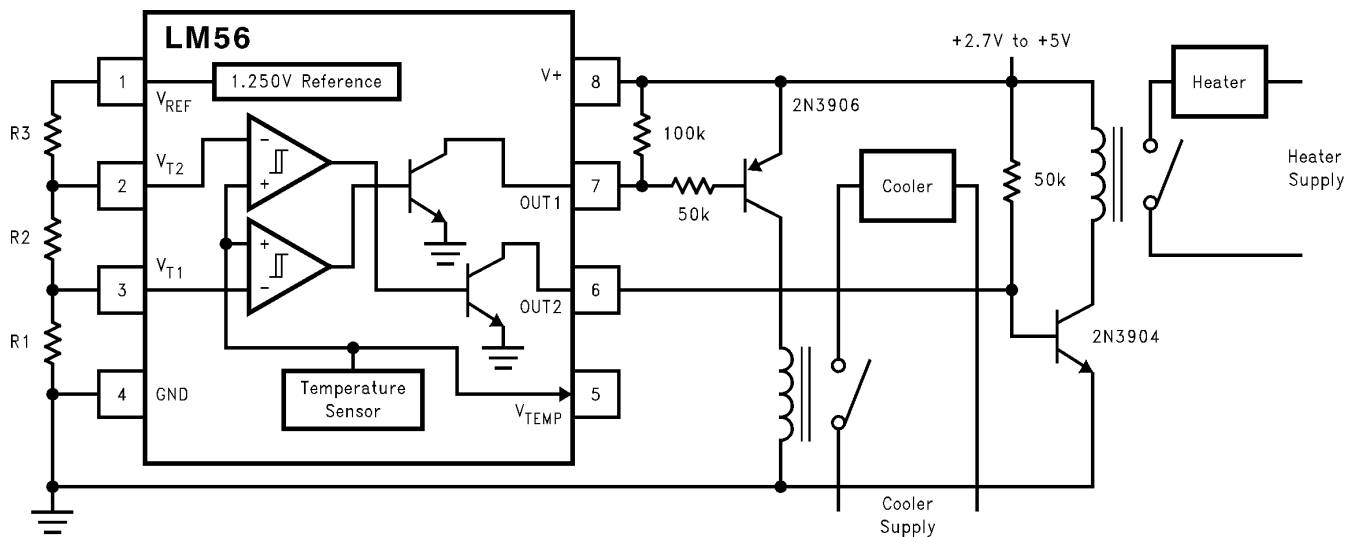 LM56
+2.7V to +5V
1
1.250V Reference
V+
8
Heater
V_REF
2N3906
R3
100k
V_T2
Heater
Supply
2
7
Cooler
50k
OUT1
50k
R2
+
-
V_T1
3
6
OUT2
R1
2N3904
4
GND
Temperature
Sensor
5
V_TEMP
Cooler
Supply